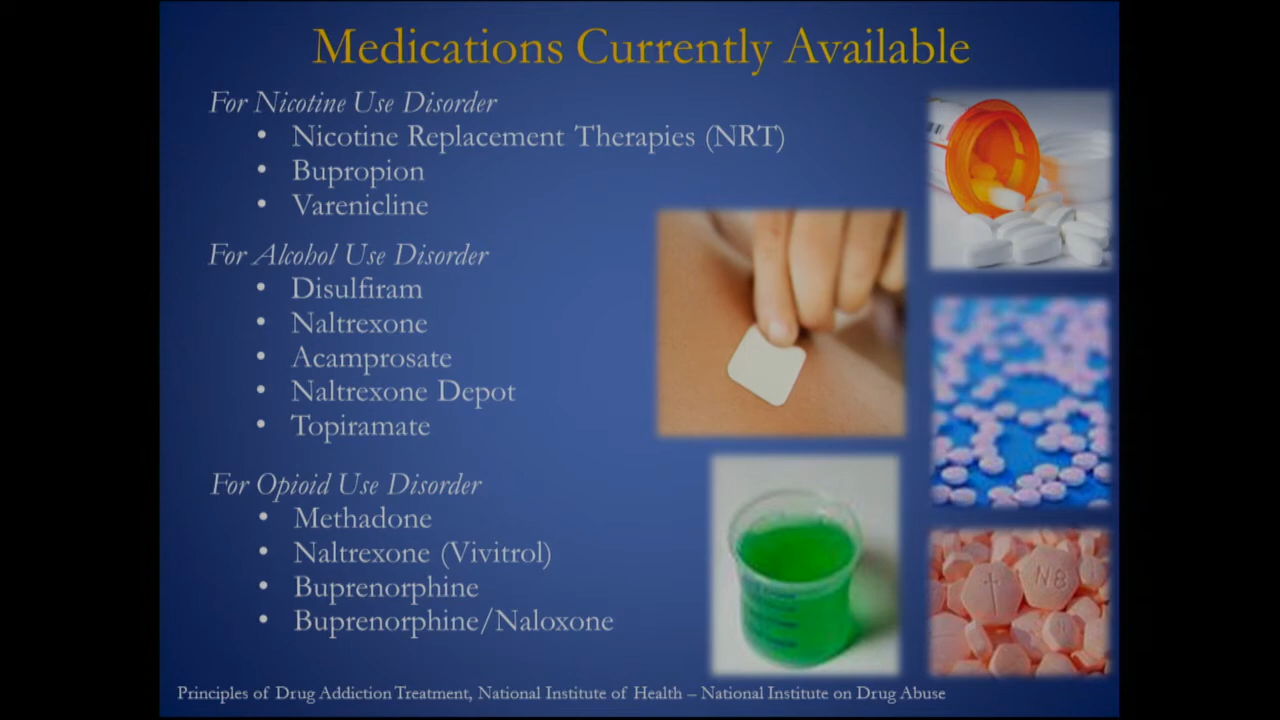 Medications Currently Available
For Nicotine Use Disorder
• Nicotine Replacement Therapies (NRT)
• Bupropion
• Varenicline
For Alcohol Use Disorder
• Disulfiram
• Naltrexone
• Acamprosate
• Naltrexone Depot
• Topiramate
For Opioid Use Disorder
• Methadone
• Naltrexone (Vivitrol)
• Buprenorphine
• Buprenorphine/Naloxone
N8
Principles of Drug Addiction Treatment, National Institute of Health – National Institute on Drug Abuse